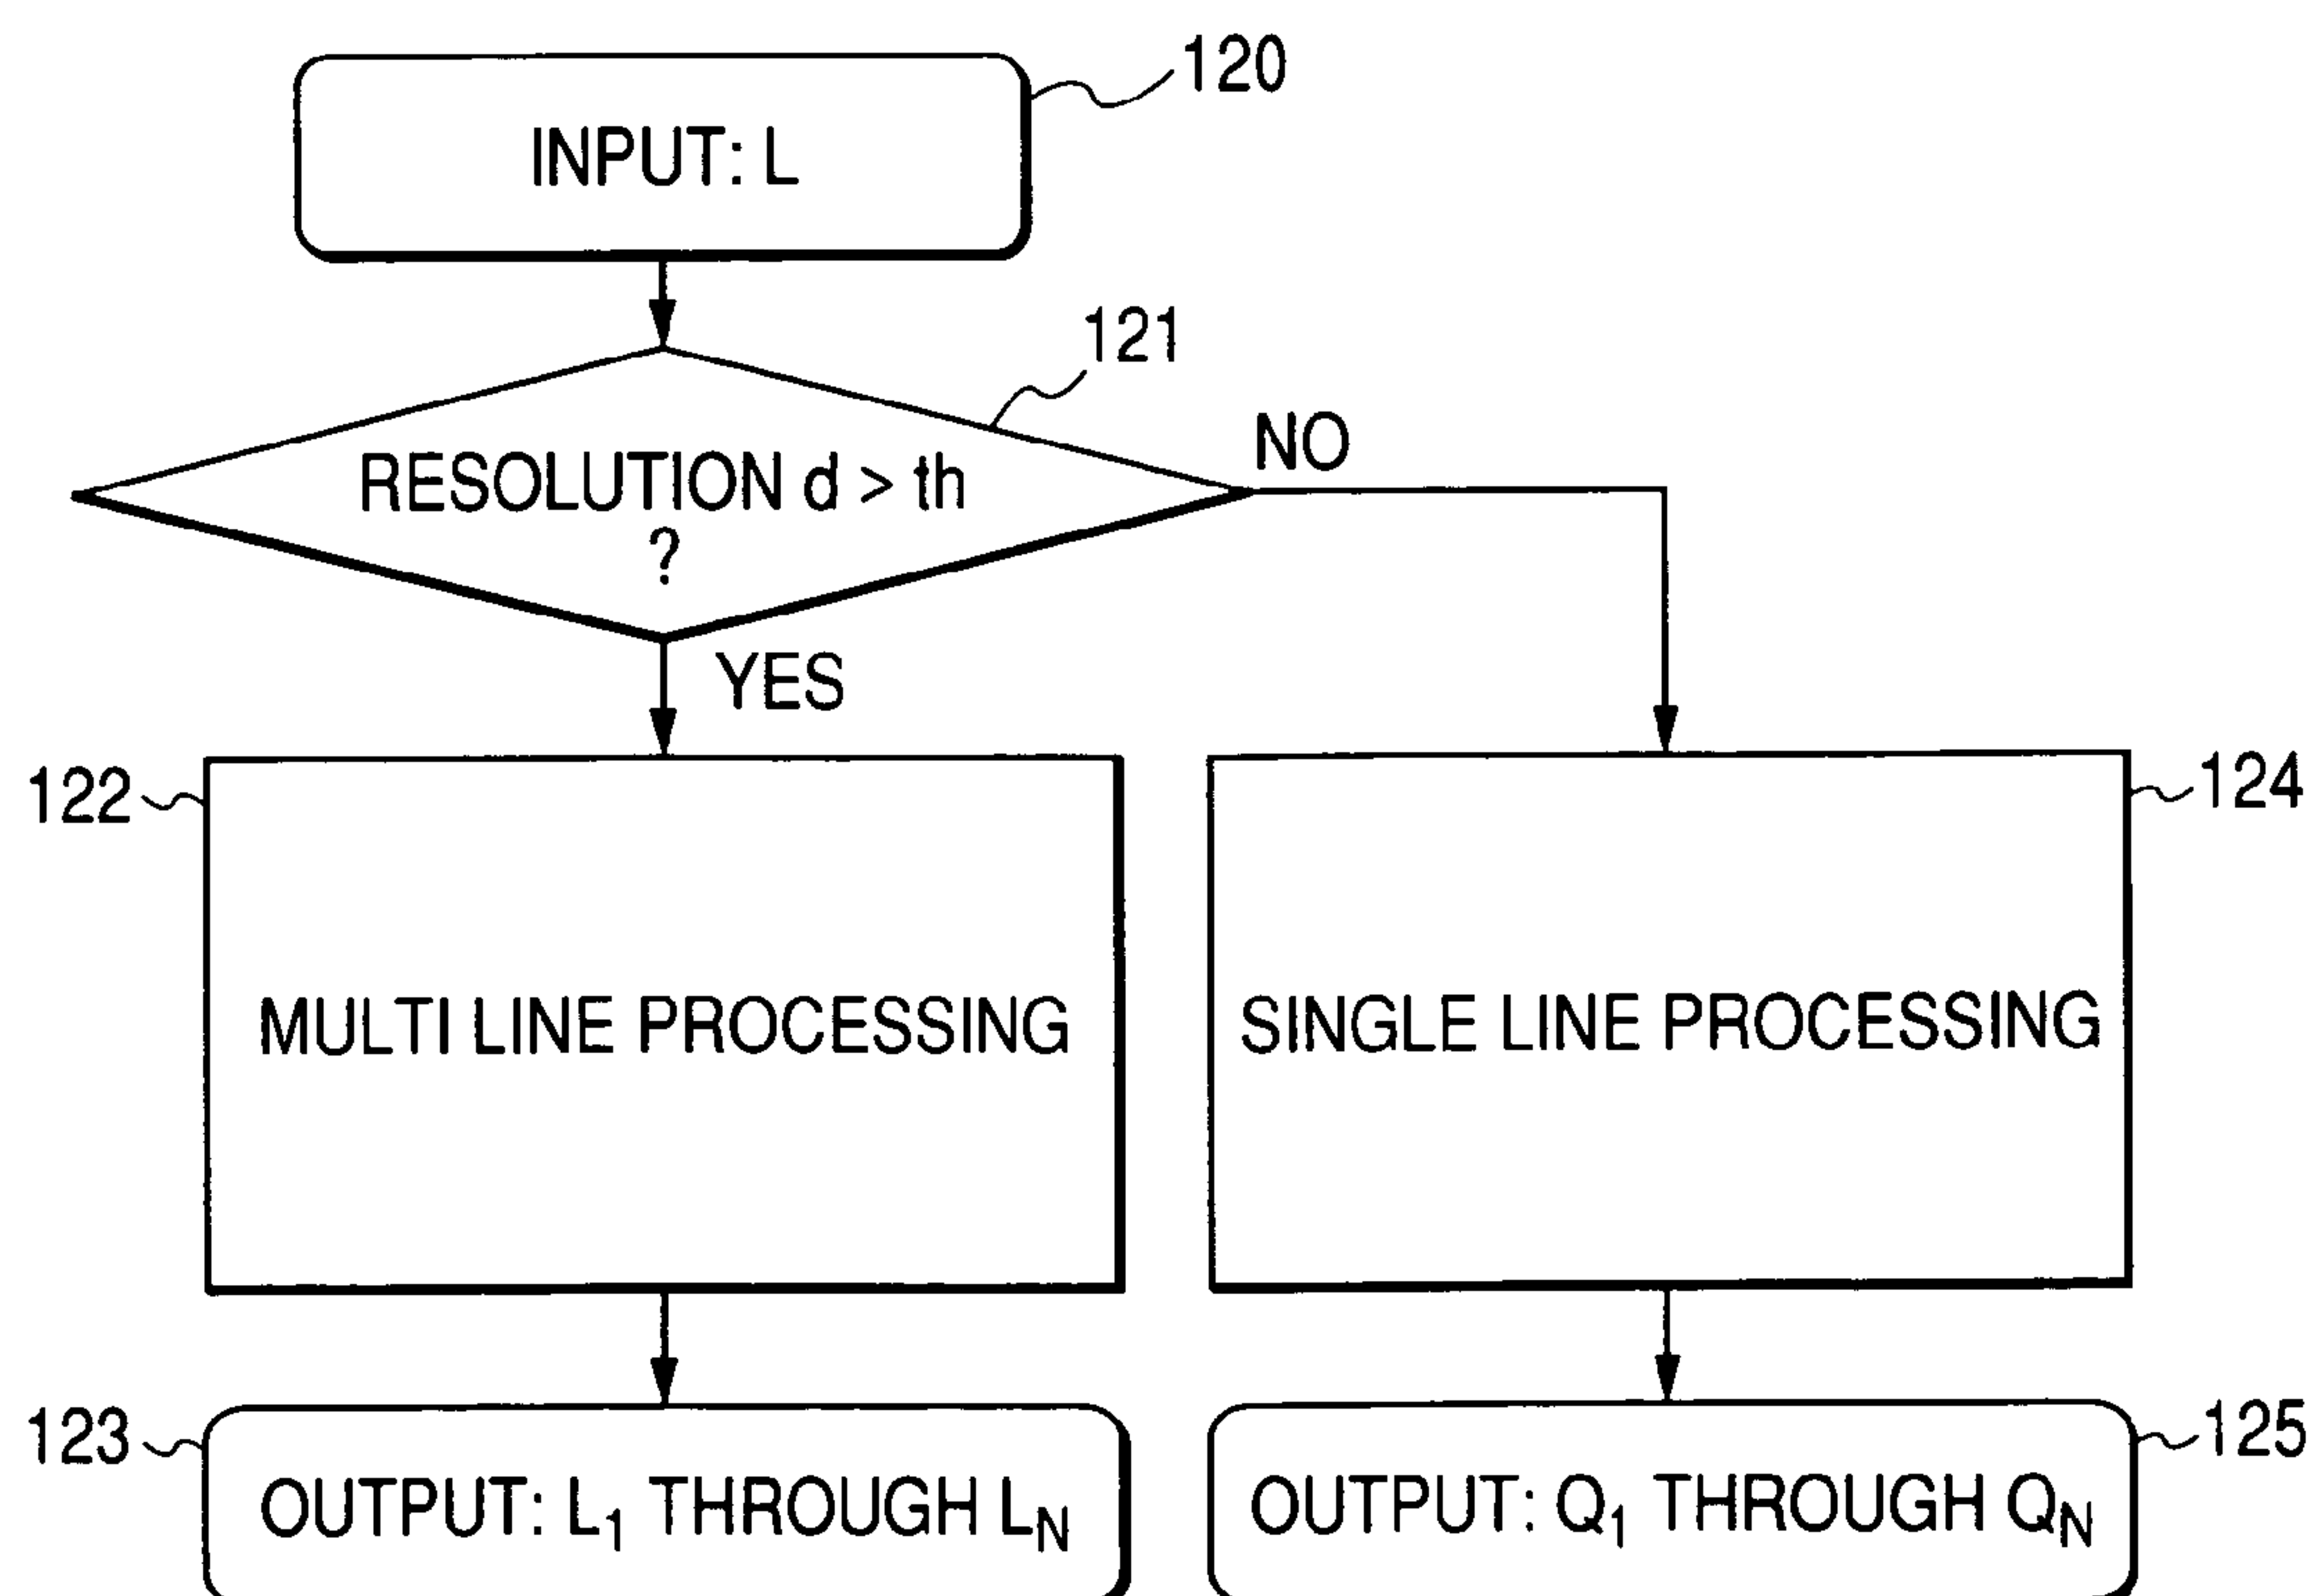 120
INPUT: L
121
RESOLUTION d > th
?
NO
YES
122
MULTI LINE PROCESSING
124
SINGLE LINE PROCESSING
123
OUTPUT: L1 THROUGH LN
125
OUTPUT: Q1 THROUGH QN